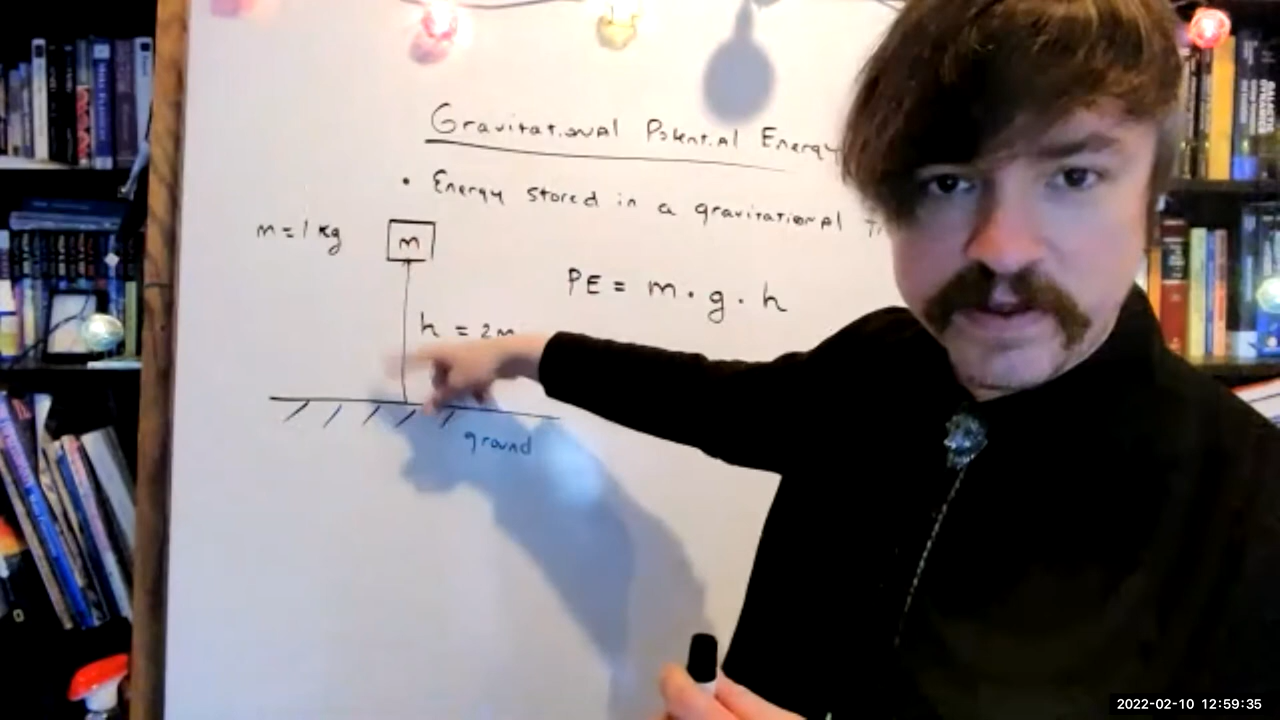 Gravitational Potential Energy
• Energy stored in a gravitational
m = 1 kg
m
PE = m · g · h
h = 2m
ground
2022-02-10 12:59:35